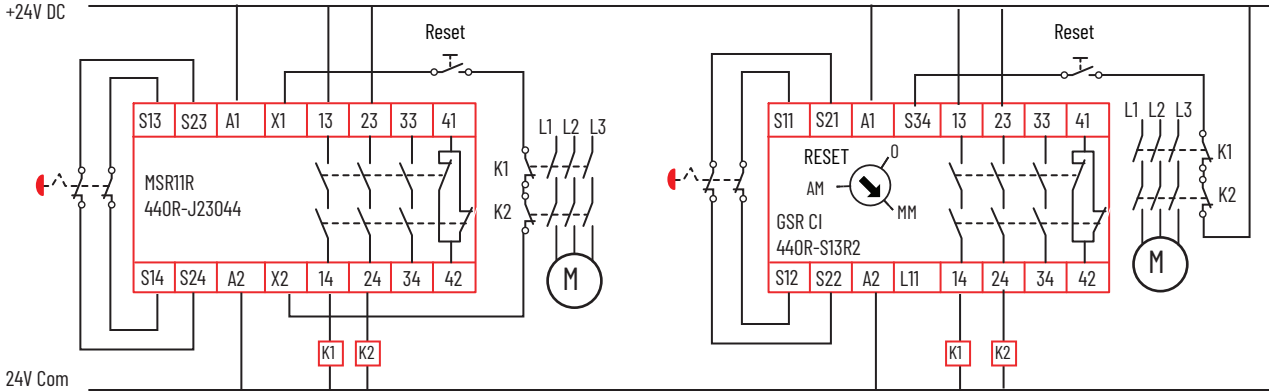 +24V DC
Reset
S13 S23 A1 X1 13 23 33 41
MSR11R
440R-J23044
S14 S24 A2 X2 14 24 34 42
L1 L2 L3
K1
K2
M
K1 K2
Reset
S11 S21 A1 S34 13 23 33 41
RESET
0
AM
MM
GSR CI
440R-S13R2
S12 S22 A2 L11 14 24 34 42
L1 L2 L3
K1
K2
M
K1 K2
24V Com